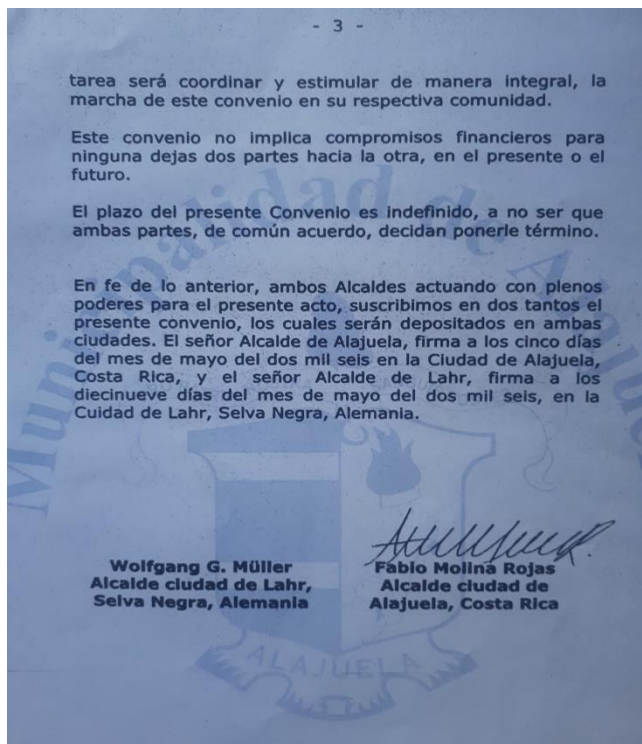 - 3 -
tarea será coordinar y estimular de manera integral, la
marcha de este convenio en su respectiva comunidad.
Este convenio no implica compromisos financieros para
ninguna dejas dos partes hacia la otra, en el presente o el
futuro.
El plazo del presente Convenio es indefinido, a no ser que
ambas partes, de común acuerdo, decidan ponerle término.
En fe de lo anterior, ambos Alcaldes actuando con plenos
poderes para el presente acto, suscribimos en dos tantos el
presente convenio, los cuales serán depositados en ambas
ciudades. El señor Alcalde de Alajuela, firma a los cinco días
del mes de mayo del dos mil seis en la Ciudad de Alajuela,
Costa Rica, y el señor Alcalde de Lahr, firma a los
diecinueve días del mes de mayo del dos mil seis, en la
Cuidad de Lahr, Selva Negra, Alemania.
Wolfgang G. Müller
Alcalde ciudad de Lahr,
Selva Negra, Alemania
Fabio Molina Rojas
Alcalde ciudad de
Alajuela, Costa Rica
Municipalidad de Alajuela
ALAJUELA